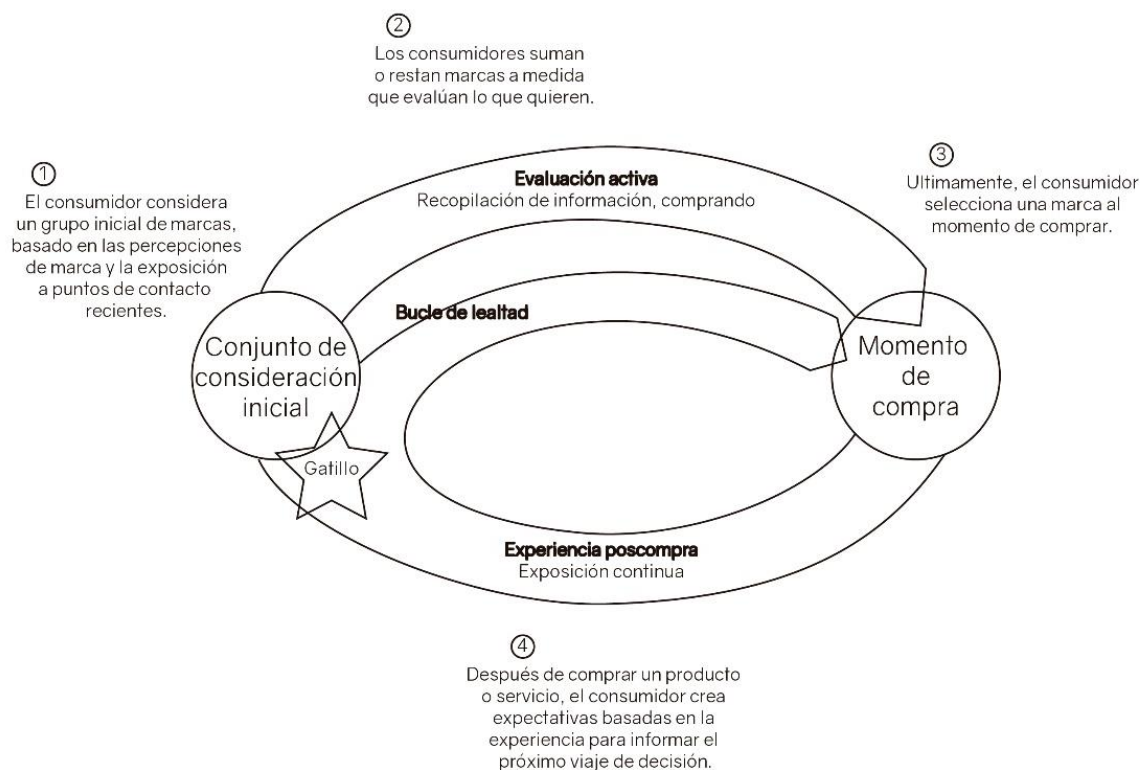 ①
El consumidor considera
un grupo inicial de marcas,
basado en las percepciones
de marca y la exposición
a puntos de contacto
recientes.
②
Los consumidores suman
o restan marcas a medida
que evalúan lo que quieren.
③
Ultimamente, el consumidor
selecciona una marca al
momento de comprar.
Evaluación activa
Recopilación de información, comprando
Bucle de lealtad
Conjunto de
consideración
inicial
Gatillo
Momento
de
compra
Experiencia poscompra
Exposición continua
④
Después de comprar un producto
o servicio, el consumidor crea
expectativas basadas en la
experiencia para informar el
próximo viaje de decisión.